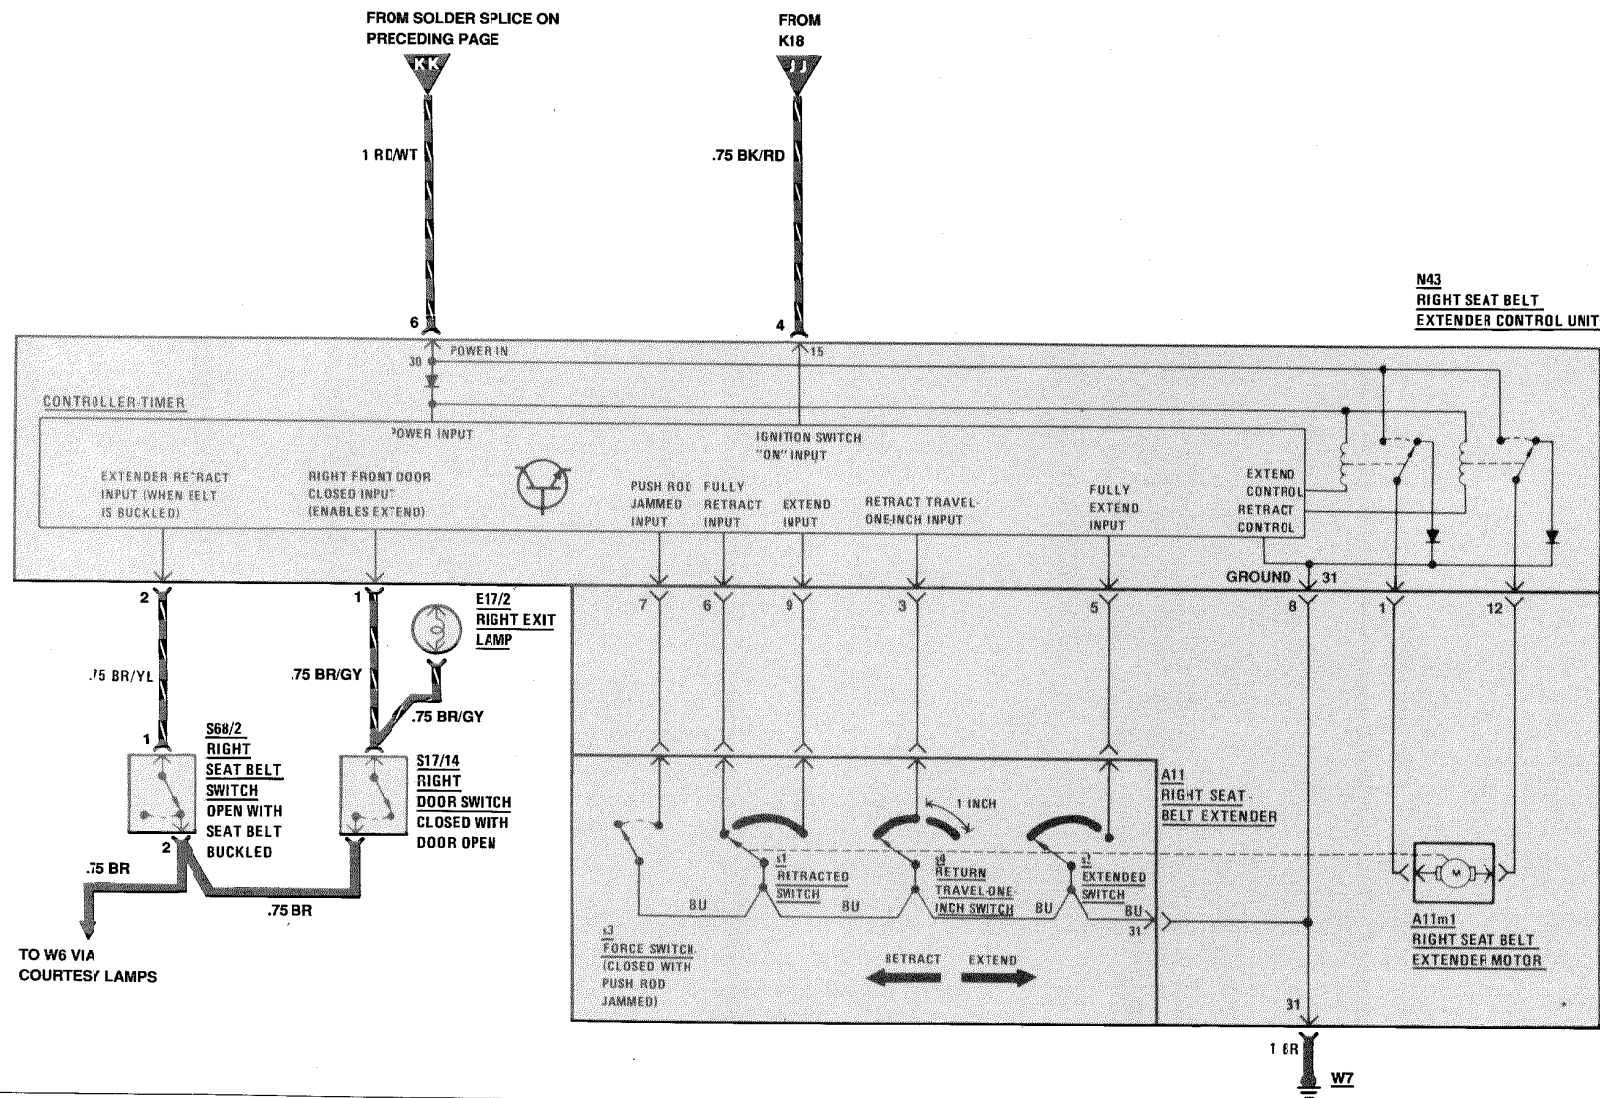 FROM SOLDER SPLICE ON
PRECEDING PAGE
KK
FROM
K18
JJ
1 RD/WT
.75 BK/RD
N43
RIGHT SEAT BELT
EXTENDER CONTROL UNIT
6
4
30
POWER IN
15
CONTROLLER-TIMER
POWER INPUT
IGNITION SWITCH
"ON" INPUT
EXTENDER RETRACT
INPUT (WHEN BELT
IS BUCKLED)
RIGHT FRONT DOOR
CLOSED INPUT
(ENABLES EXTEND)
PUSH ROD
JAMMED
INPUT
FULLY
RETRACT
INPUT
EXTEND
INPUT
RETRACT TRAVEL-
ONE-INCH INPUT
FULLY
EXTEND
INPUT
EXTEND
CONTROL
RETRACT
CONTROL
GROUND
31
2
1
7
6
9
3
5
8
1
12
E17/2
RIGHT EXIT
LAMP
.75 BR/YL
.75 BR/GY
.75 BR/GY
1
S68/2
RIGHT
SEAT BELT
SWITCH
OPEN WITH
SEAT BELT
BUCKLED
2
S17/14
RIGHT
DOOR SWITCH
CLOSED WITH
DOOR OPEN
.75 BR
.75 BR
TO W6 VIA
COURTESY LAMPS
A11
RIGHT SEAT-
BELT EXTENDER
1 INCH
s1
RETRACTED
SWITCH
RETURN
TRAVEL-ONE
INCH SWITCH
s2
EXTENDED
SWITCH
BU
BU
BU
BU
31
s3
FORCE SWITCH
(CLOSED WITH
PUSH ROD
JAMMED)
RETRACT
EXTEND
M
A11m1
RIGHT SEAT BELT
EXTENDER MOTOR
31
1 BR
W7